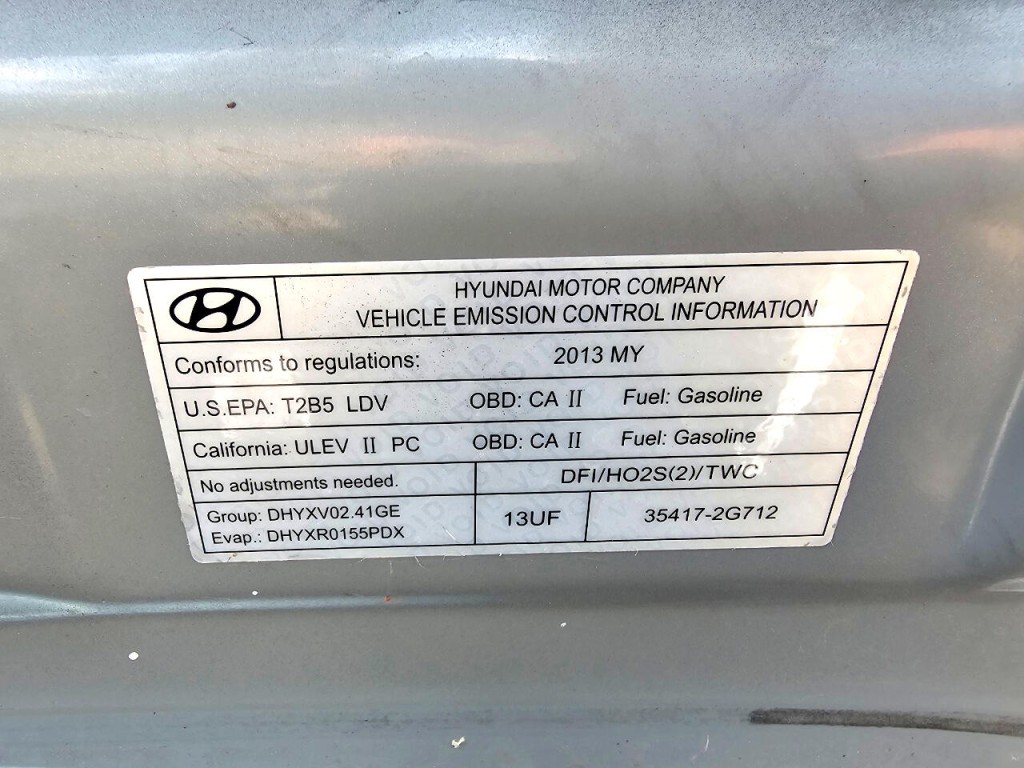 HYUNDAI MOTOR COMPANY
VEHICLE EMISSION CONTROL INFORMATION
Conforms to regulations: 2013 MY
U.S.EPA: T2B5 LDV OBD: CA II Fuel: Gasoline
California: ULEV II PC OBD: CA II Fuel: Gasoline
No adjustments needed. DFI/HO2S(2)/TWC
Group: DHYXV02.41GE
Evap.: DHYXR0155PDX
13UF
35417-2G712